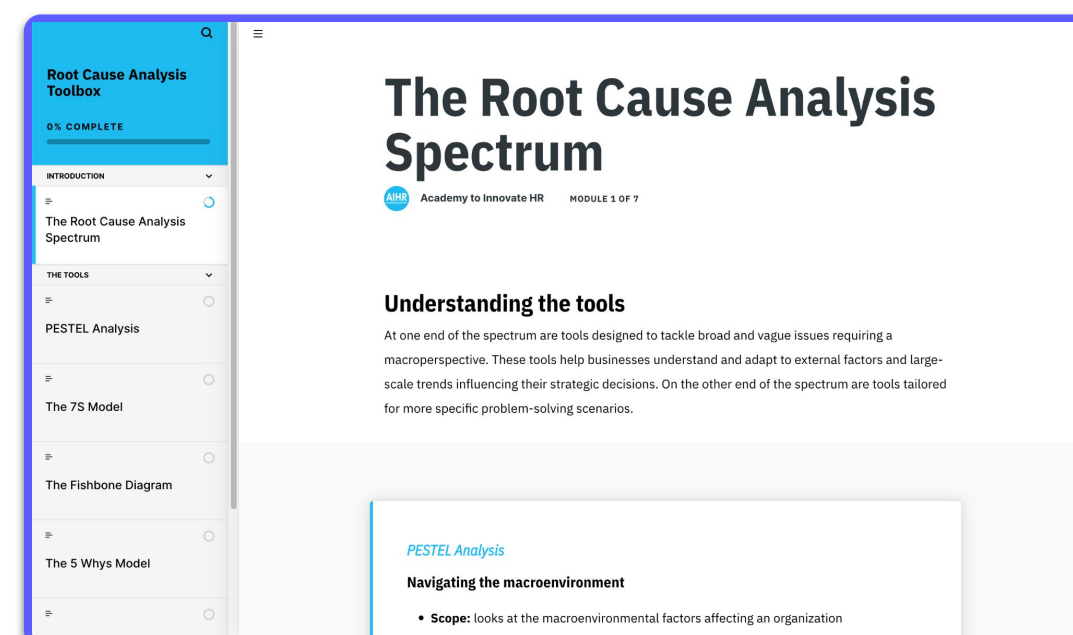 Root Cause Analysis
Toolbox
0% COMPLETE
INTRODUCTION
The Root Cause Analysis
Spectrum
THE TOOLS
PESTEL Analysis
The 7S Model
The Fishbone Diagram
The 5 Whys Model
The Root Cause Analysis
Spectrum
AIHR
Academy to Innovate HR
MODULE 1 OF 7
Understanding the tools
At one end of the spectrum are tools designed to tackle broad and vague issues requiring a
macroperspective. These tools help businesses understand and adapt to external factors and large-
scale trends influencing their strategic decisions. On the other end of the spectrum are tools tailored
for more specific problem-solving scenarios.
PESTEL Analysis
Navigating the macroenvironment
• Scope: looks at the macroenvironmental factors affecting an organization